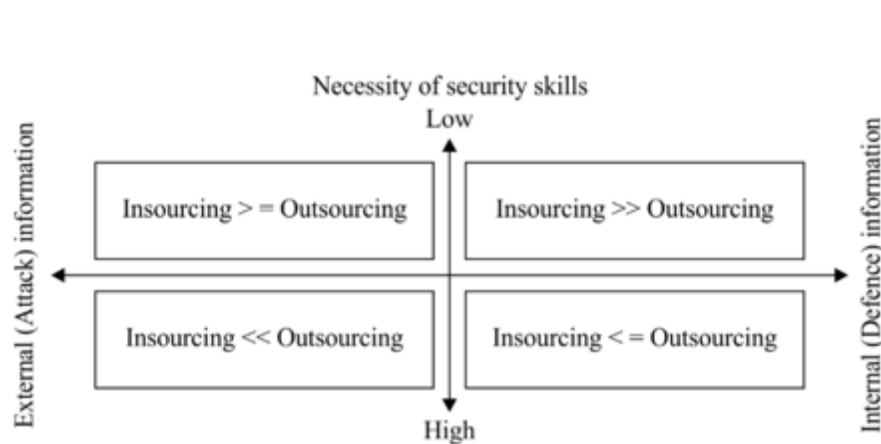 Necessity of security skills
Low
External (Attack) information
Insourcing > = Outsourcing
Insourcing >> Outsourcing
Internal (Defence) information
Insourcing << Outsourcing
Insourcing < = Outsourcing
High